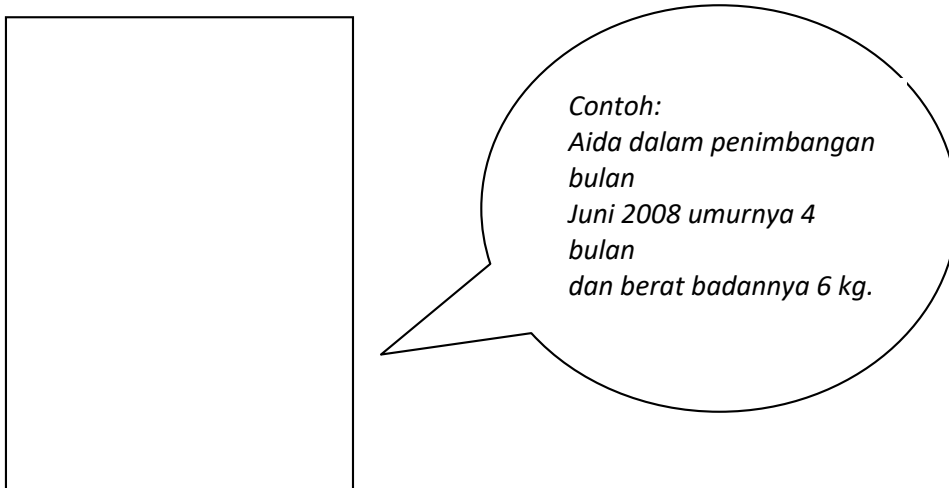 Contoh:
Aida dalam penimbangan
bulan
Juni 2008 umurnya 4
bulan
dan berat badannya 6 kg.